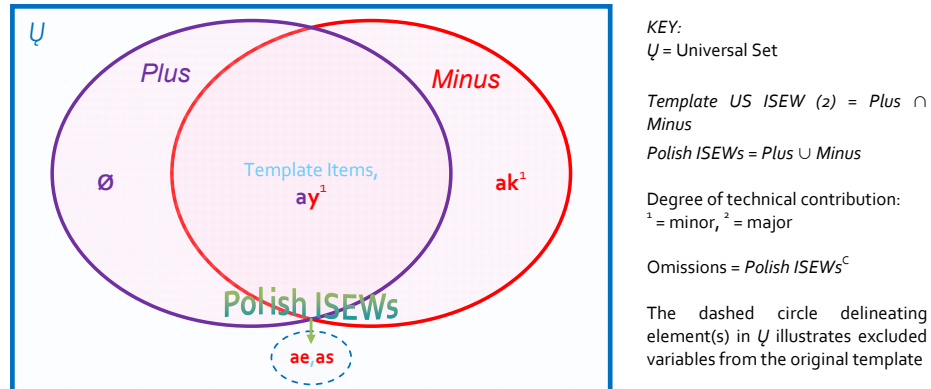 Ų
Plus
Minus
Template Items,
ay¹
ø
ak¹
Polish ISEWs
ae, as
KEY:
Ų = Universal Set
Template US ISEW (2) = Plus ∩
Minus
Polish ISEWs = Plus ∪ Minus
Degree of technical contribution:
¹ = minor, ² = major
Omissions = Polish ISEWsᶜ
The dashed circle delineating
element(s) in Ų illustrates excluded
variables from the original template